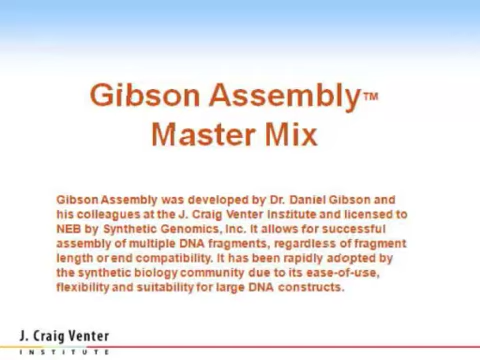 Gibson Assembly™
Master Mix
Gibson Assembly was developed by Dr. Daniel Gibson and
his colleagues at the J. Craig Venter Institute and licensed to
NEB by Synthetic Genomics, Inc. It allows for successful
assembly of multiple DNA fragments, regardless of fragment
length or end compatibility. It has been rapidly adopted by
the synthetic biology community due to its ease-of-use,
flexibility and suitability for large DNA constructs.
J. Craig Venter
INSTITUTE